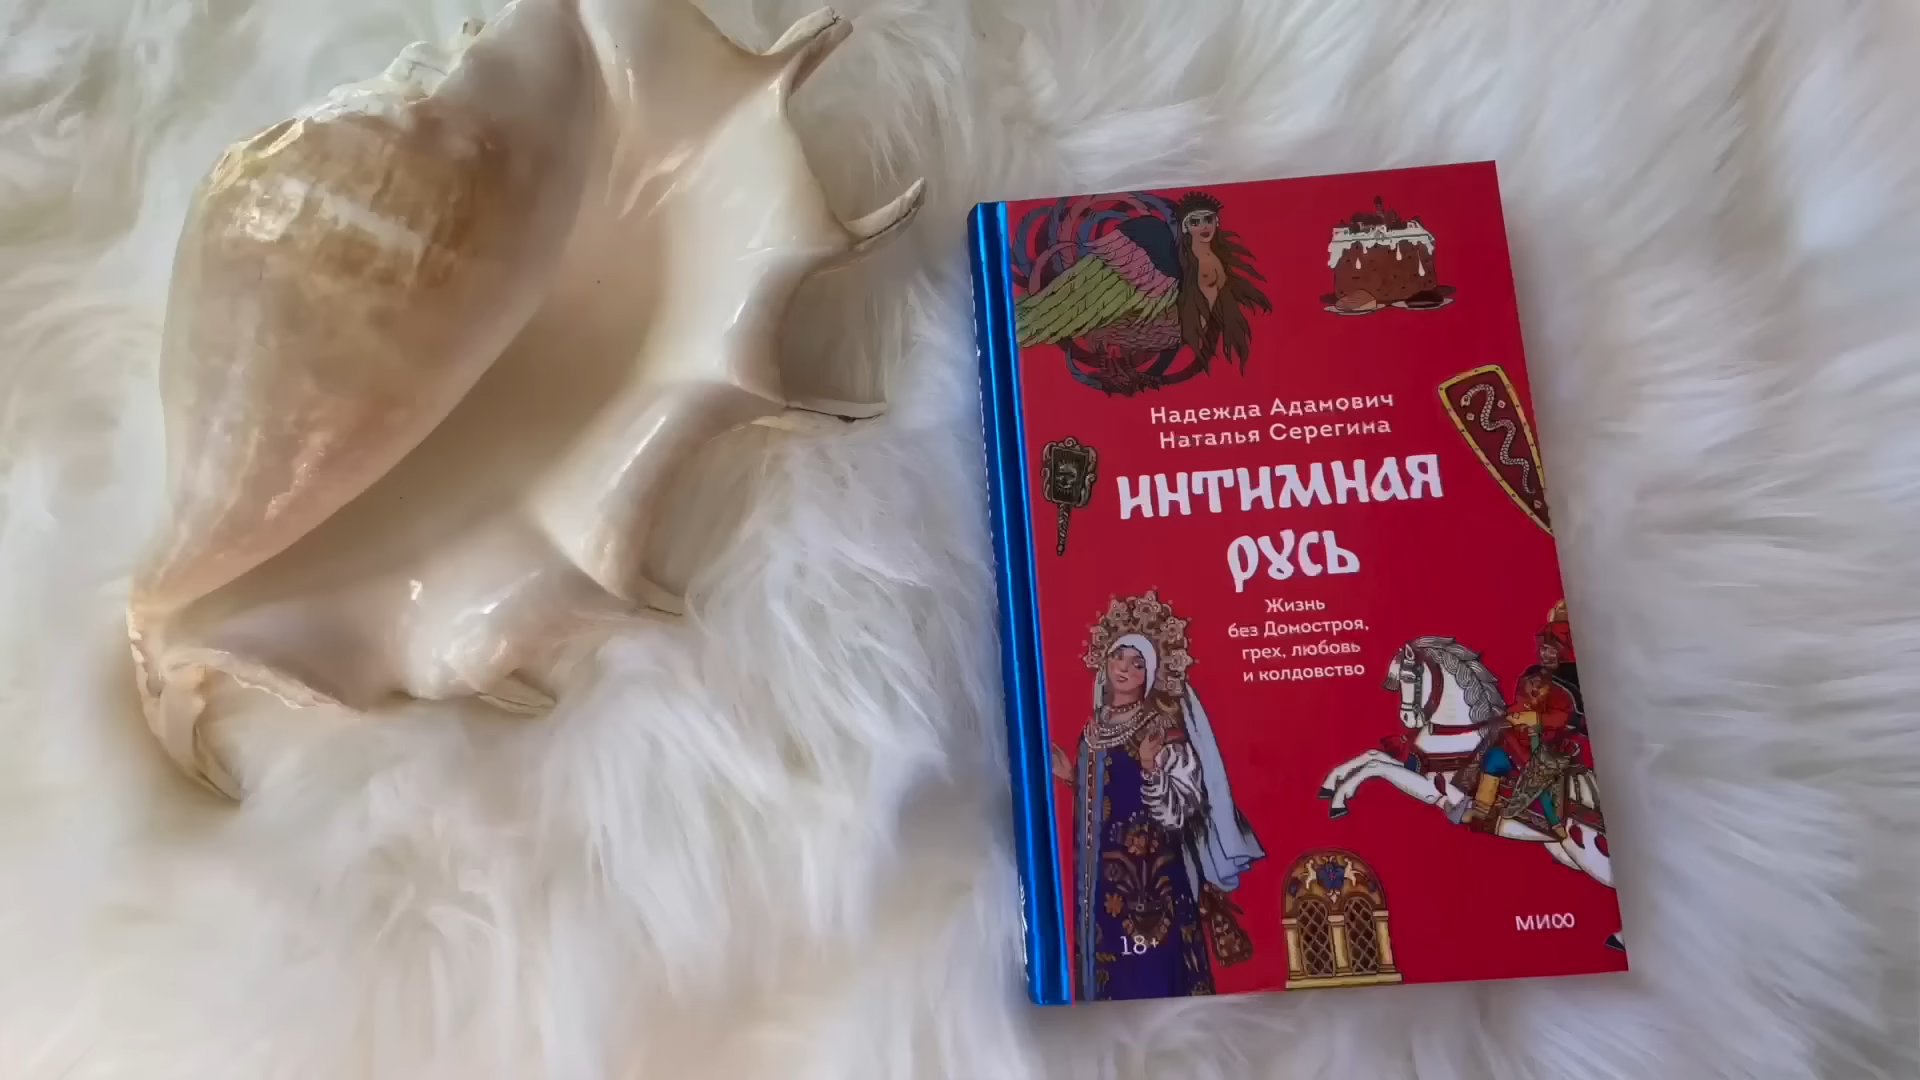 Надежда Адамович
Наталья Серегина
ИНТИМНАЯ
РУСЬ
Жизнь
без Домостроя,
грех, любовь
и колдовство
МИФ
18+